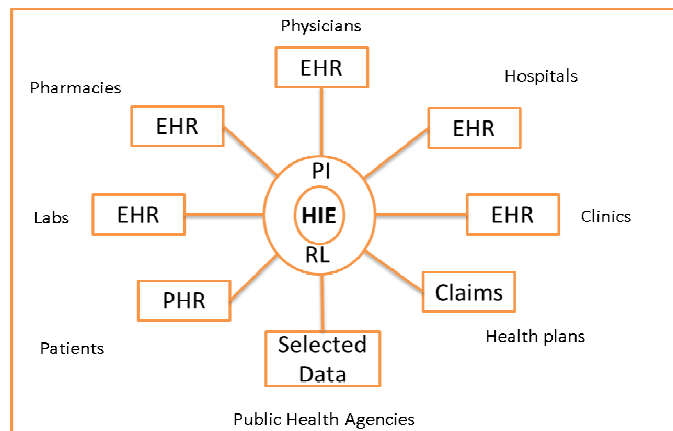 Physicians
EHR
Pharmacies
Hospitals
EHR
EHR
PI
HIE
RL
Labs
EHR
EHR
Clinics
PHR
Claims
Patients
Selected
Data
Health plans
Public Health Agencies